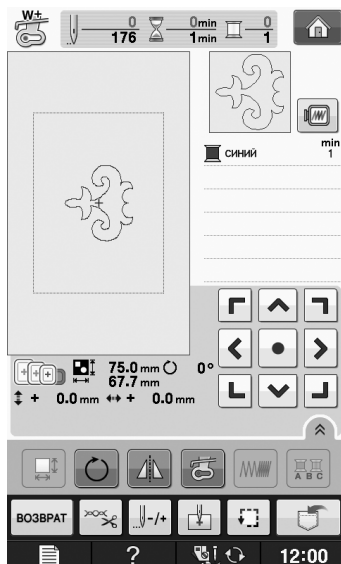 W+
0 0min 0
176 1min 1
min
СИНИЙ 1
75.0 mm 0°
67.7 mm
+ 0.0 mm + 0.0 mm
A B C
ВОЗВРАТ -/+
? 12:00